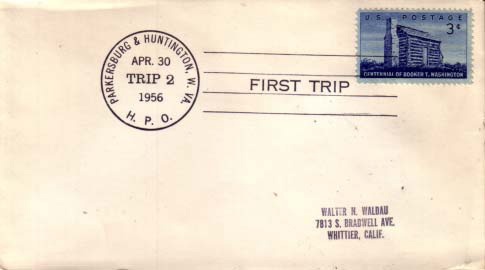 PARKERSBURG & HUNTINGTON, W. VA.
APR. 30
TRIP 2
1956
H. P. O.
FIRST TRIP
U.S. POSTAGE
3¢
CENTENNIAL OF BOOKER T. WASHINGTON
WALTER H. WALDAU
7813 S. BRADWELL AVE.
WHITTIER, CALIF.